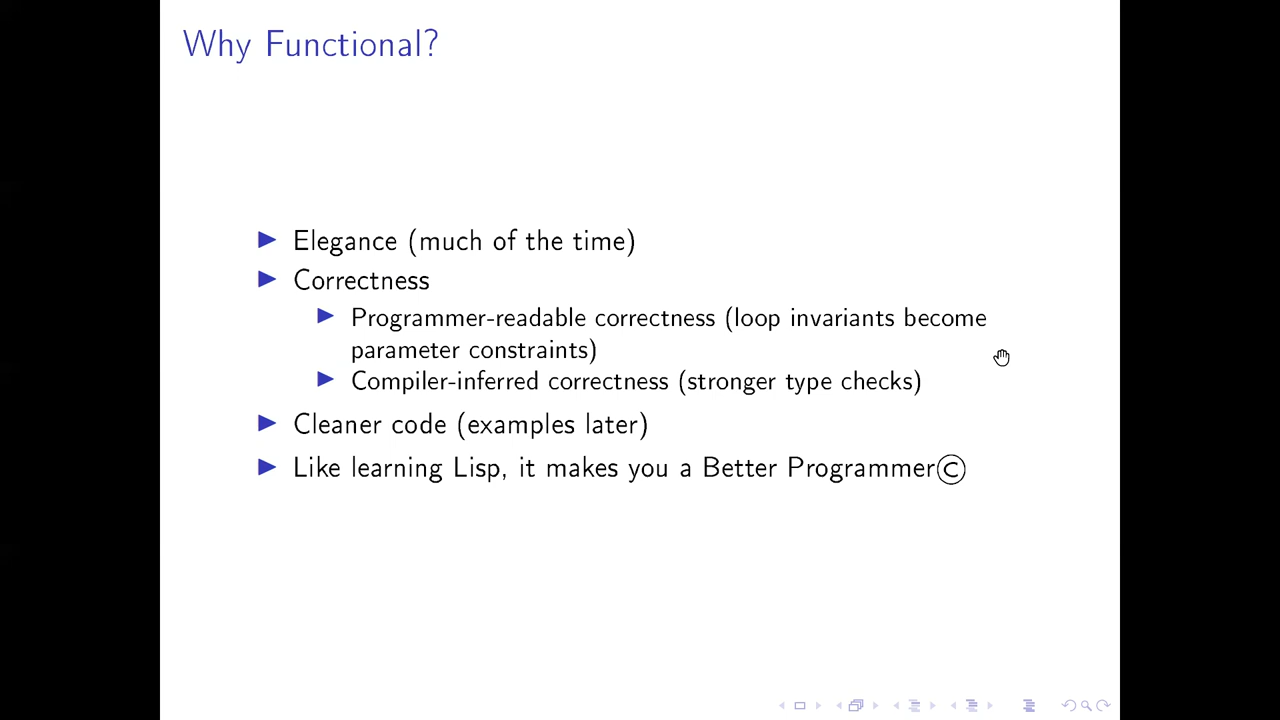 Why Functional?
Elegance (much of the time)
Correctness
Programmer-readable correctness (loop invariants become
parameter constraints)
Compiler-inferred correctness (stronger type checks)
Cleaner code (examples later)
Like learning Lisp, it makes you a Better Programmer©